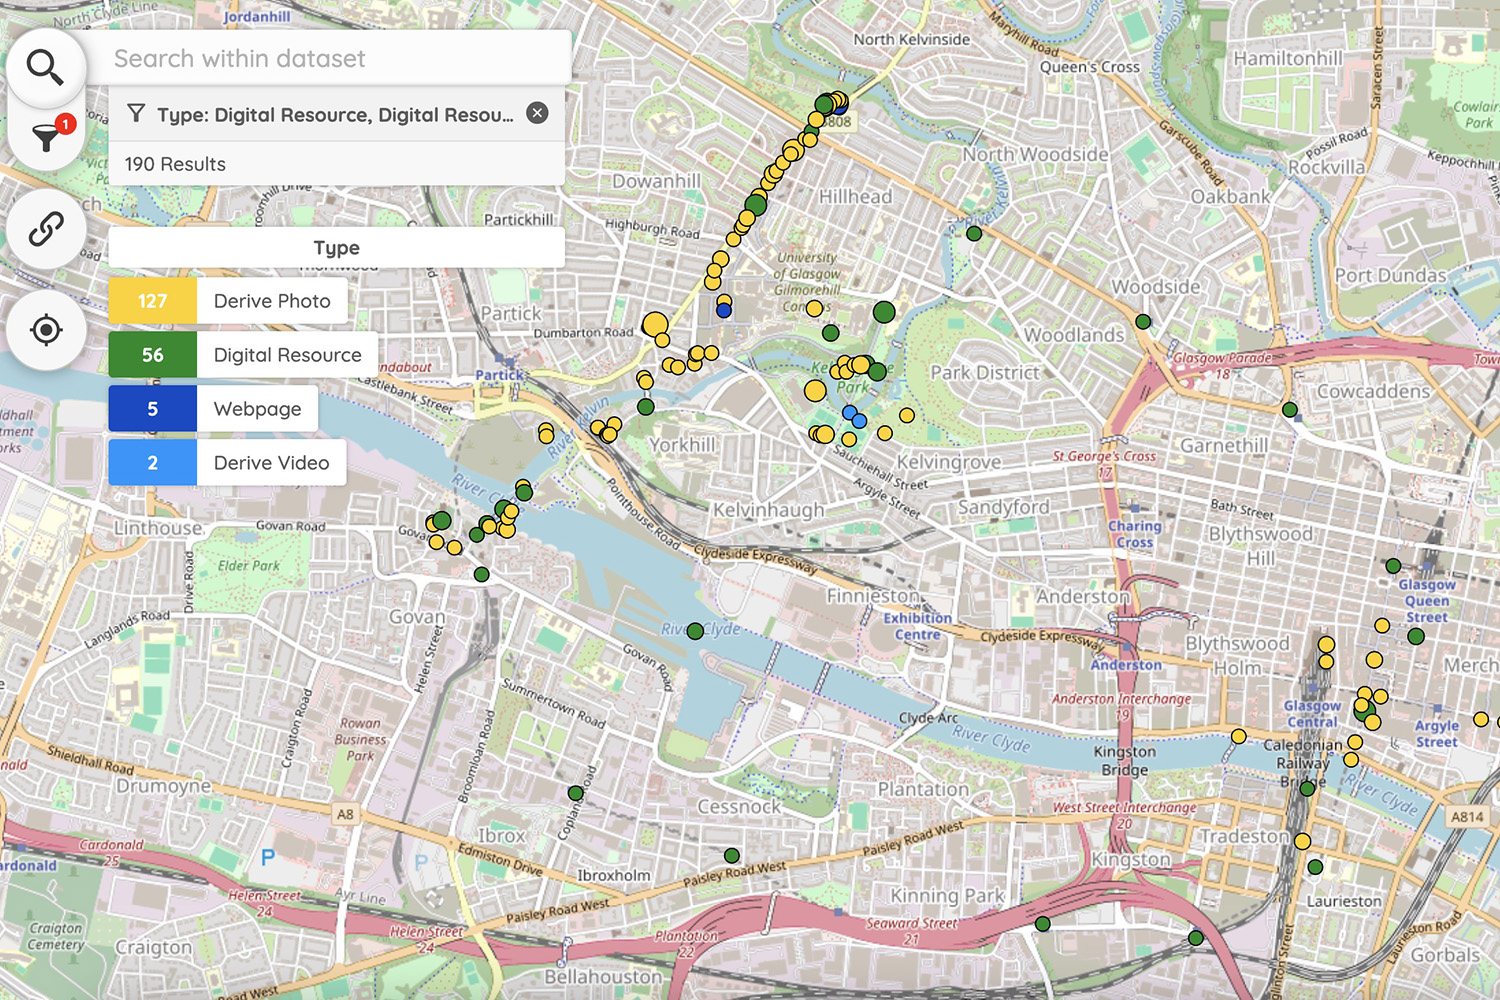 North Clyde Line
Jordanhill
North Kelvinside
Maryhill Road
Queen's Cross
Hamiltonhill
Saracen Street
Search within dataset
1
Type: Digital Resource, Digital Resou...
190 Results
B808
Cowlair
Park
Garscube Road
Possil Road
Keppochhill
North Woodside
Rockvilla
Dowanhill
Hillhead
Oakbank
River Kelvin
Partickhill
Highburgh Road
Type
University
of Glasgow
Gilmorehill
Campus
Port Dundas
Woodside
127 Derive Photo
Partick
Dumbarton Road
Woodlands
56 Digital Resource
Glasgow Parade
18
Partick
Park District
Park
Cowcaddens
Castlebank Street
5 Webpage
River Kelvin
Yorkhill
Garnethill
2 Derive Video
Sauchiehall Street
Kelvingrove
St George's Cross
17
Argyle Street
River Clyde
Pointhouse Road
Kelvinhaugh
Sandyford
Bath Street
Linthouse
Govan Road
Charing
Cross
Blythswood
Hill
Clydeside Expressway
Elder Park
Drive Road
Glasgow
Queen
Street
Finnieston
Anderston
Govan
Exhibition
Centre
Langlands Road
River Clyde
Clydeside Expressway
Blythswood
Holm
Helen Street
Govan Road
Anderston
Merch
Summertown Road
Anderston Interchange
19
Craigton Road
Rowan
Business
Park
Clyde Arc
Glasgow
Central
Argyle
Street
River Clyde
Broomloan Road
Kingston
Bridge
Caledonian
Railway
Bridge
Shieldhall Road
Drumoyne
Plantation
River Clyde
Cessnock
West Street Interchange
20
A8
A814
Ibrox
Paisley Road West
Tradeston
Cardonald
25
P
P
Edmiston Drive
Kingston
Ibroxholm
Paisley Road West
Helen Street
24
Ayr Line
Kinning Park
Laurieston
Paisley Road West
Seaward Street
21
Craigton
Cemetery
Helen Street
24
Plantation
22
Laurieston Road
Craigton
Bellahouston
Gorbals